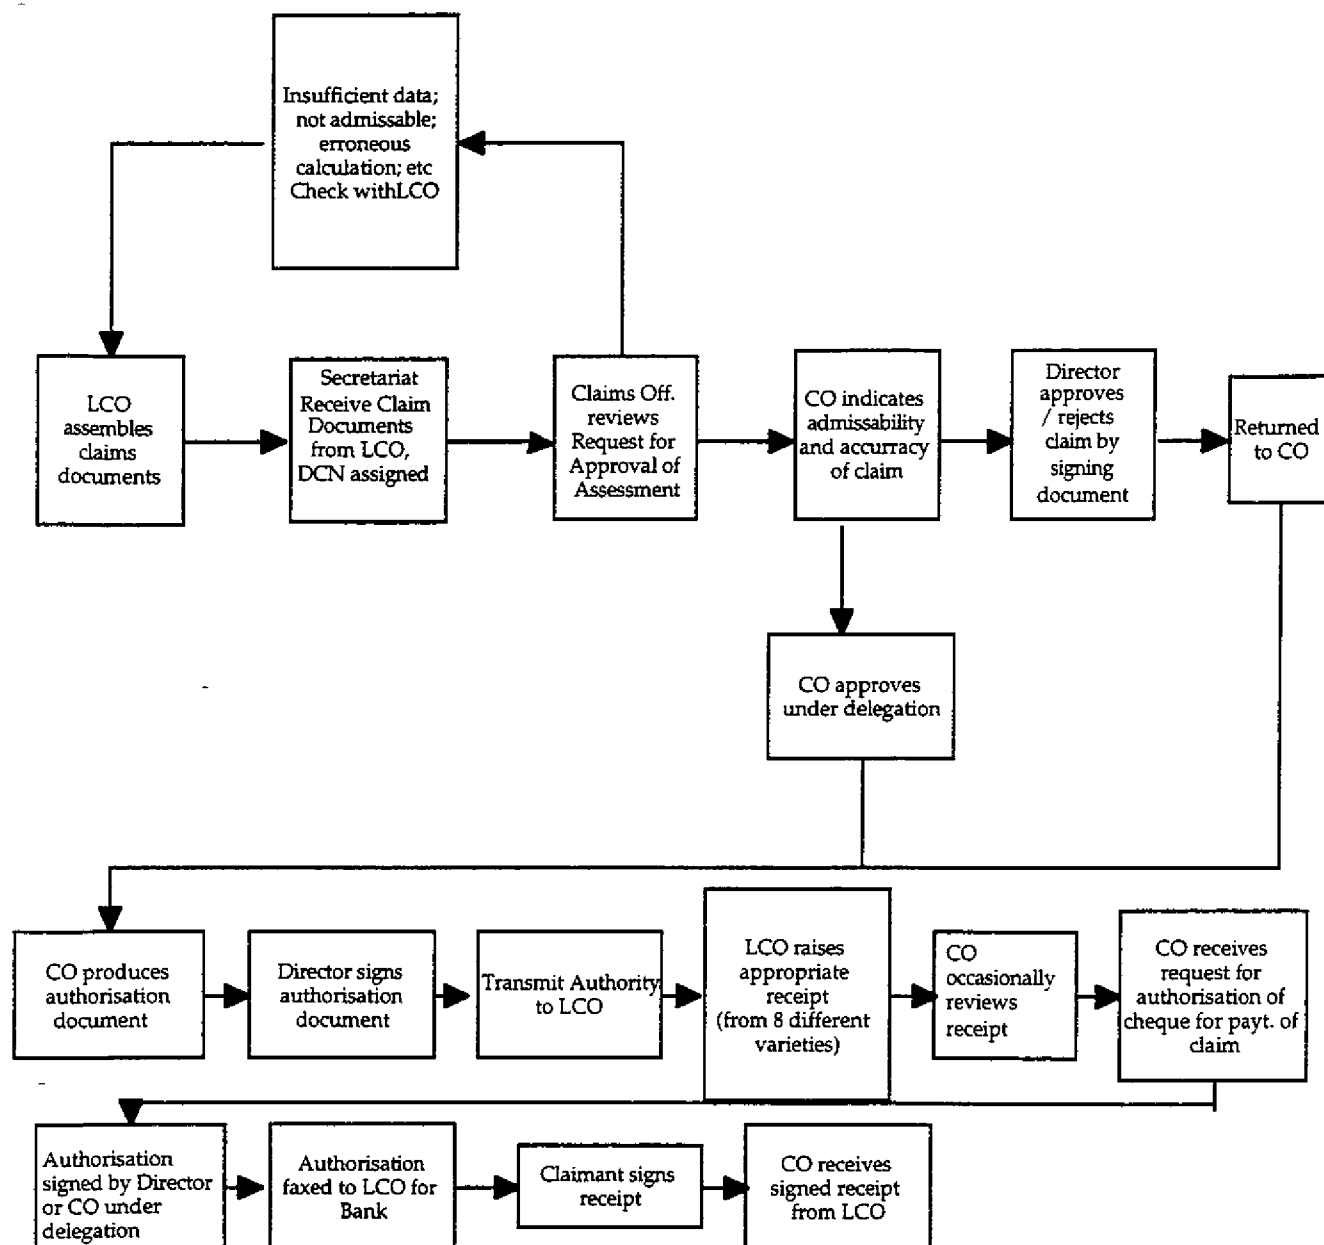 Insufficient data;
not admissable;
erroneous
calculation; etc
Check withLCO
LCO
assembles
claims
documents
Secretariat
Receive Claim
Documents
from LCO,
DCN assigned
Claims Off.
reviews
Request for
Approval of
Assessment
CO indicates
admissability
and accurracy
of claim
Director
approves
/ rejects
claim by
signing
document
Returned
to CO
CO approves
under delegation
CO produces
authorisation
document
Director signs
authorisation
document
Transmit Authority
to LCO
LCO raises
appropriate
receipt
(from 8 different
varieties)
CO
occasionally
reviews
receipt
CO receives
request for
authorisation of
cheque for payt. of
claim
Authorisation
signed by Director
or CO under
delegation
Authorisation
faxed to LCO for
Bank
Claimant signs
receipt
CO receives
signed receipt
from LCO